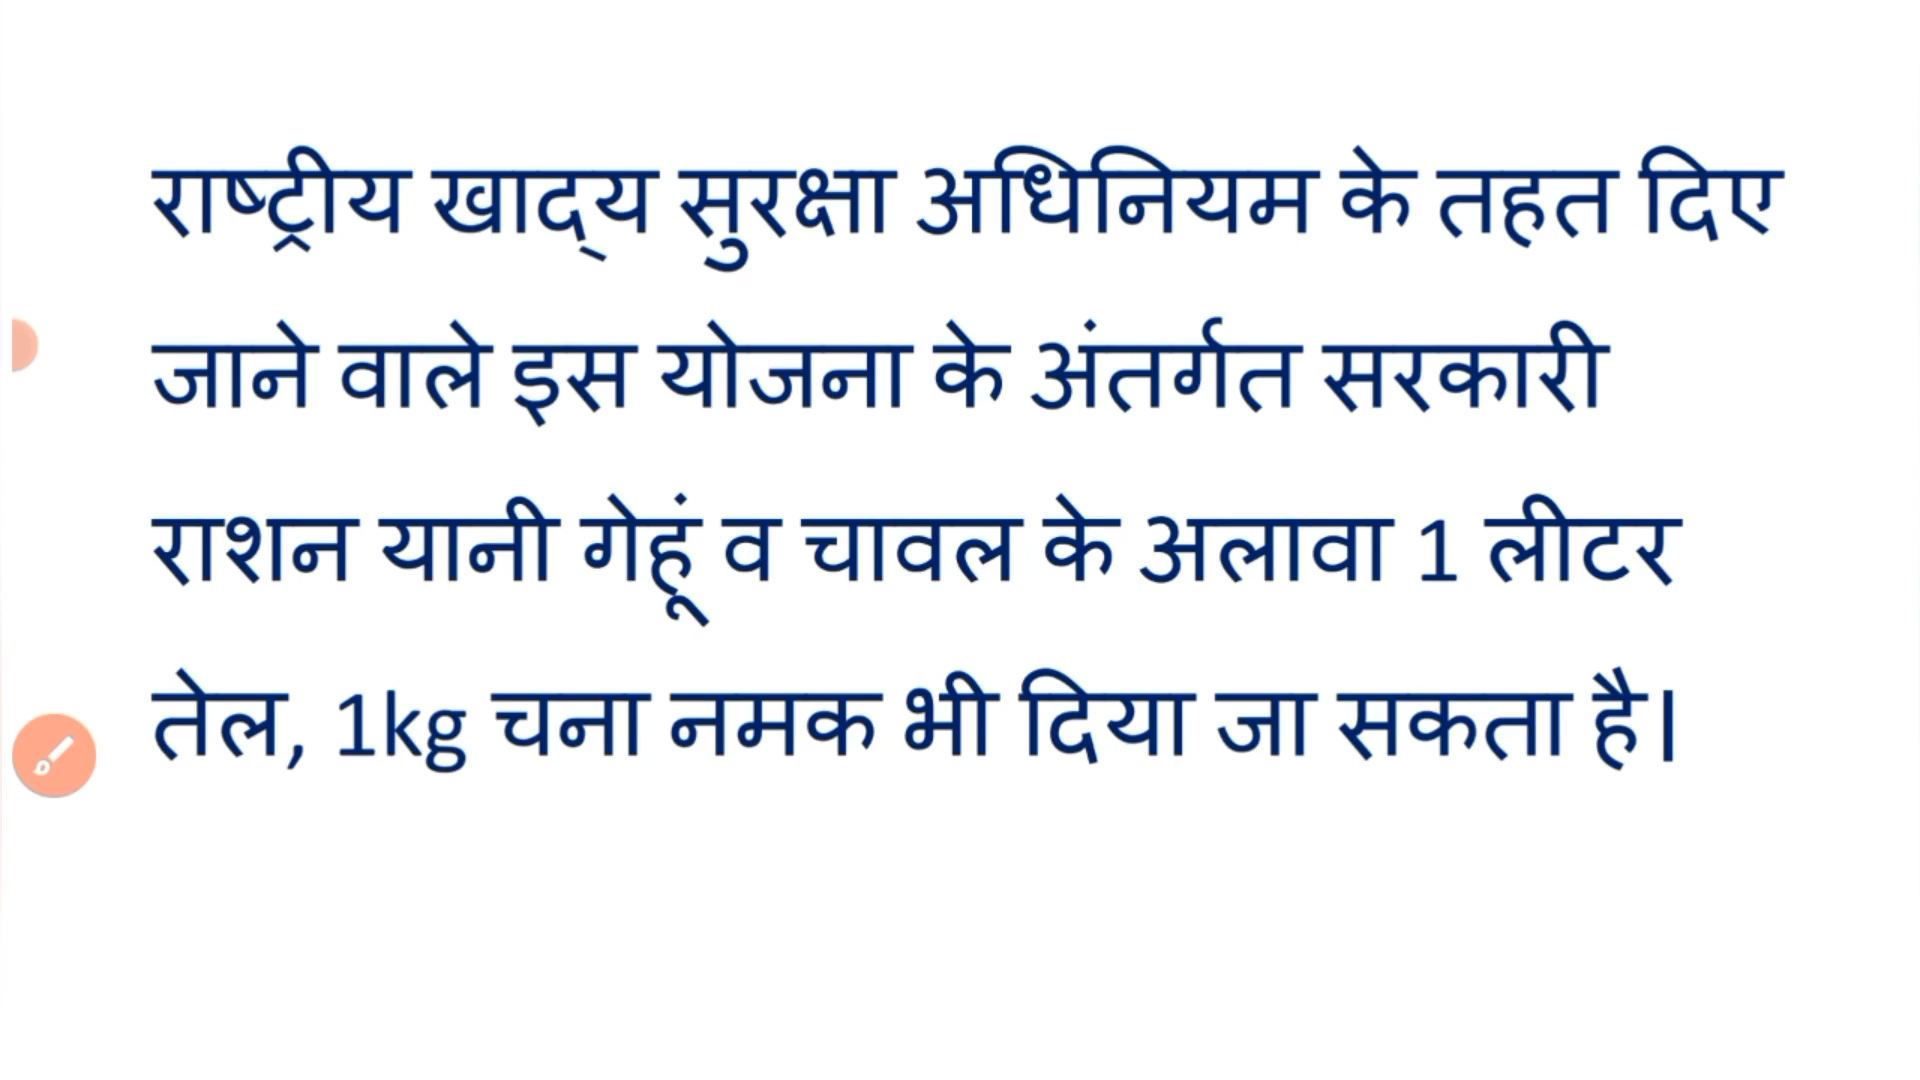 राष्ट्रीय खाद्य सुरक्षा अधिनियम के तहत दिए
जाने वाले इस योजना के अंतर्गत सरकारी
राशन यानी गेहूं व चावल के अलावा 1 लीटर
तेल, 1kg चना नमक भी दिया जा सकता है।